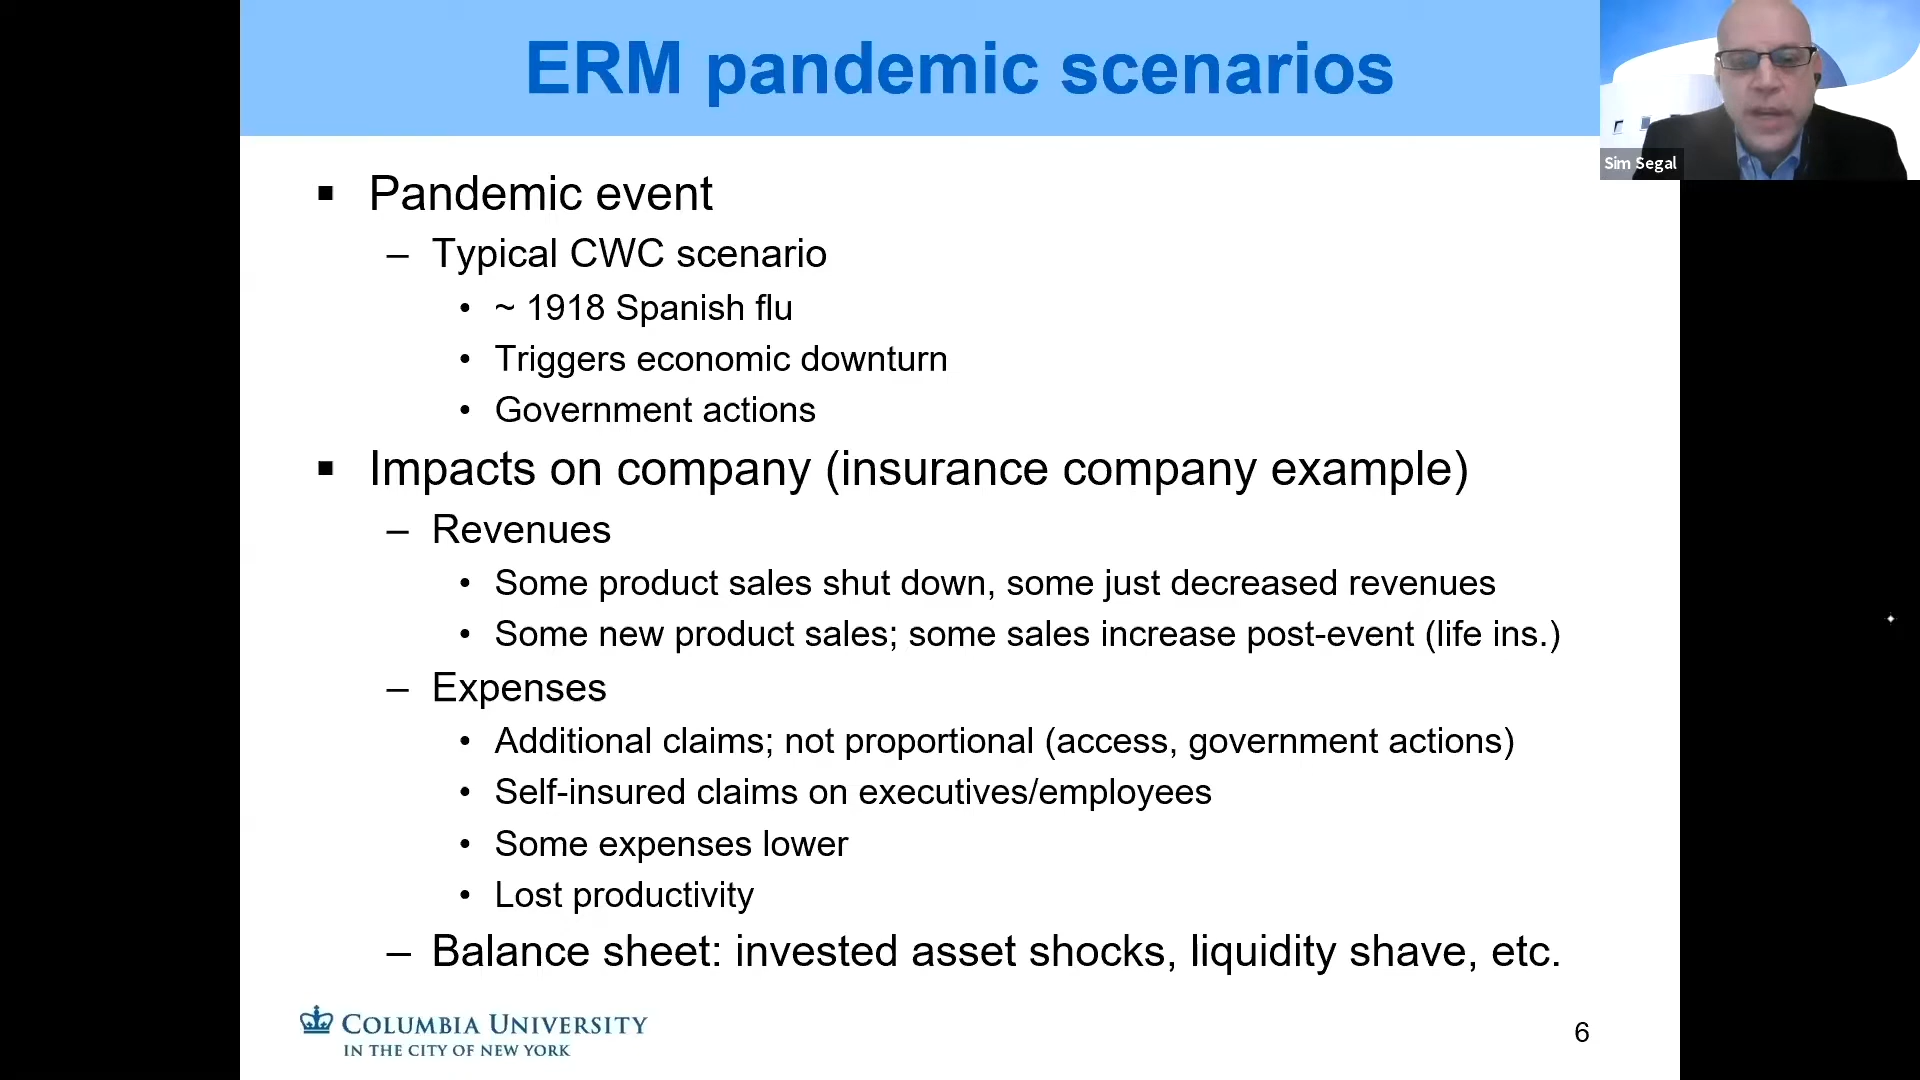 ERM pandemic scenarios
Sim Segal
▪ Pandemic event
– Typical CWC scenario
• ~ 1918 Spanish flu
• Triggers economic downturn
• Government actions
▪ Impacts on company (insurance company example)
– Revenues
• Some product sales shut down, some just decreased revenues
• Some new product sales; some sales increase post-event (life ins.)
– Expenses
• Additional claims; not proportional (access, government actions)
• Self-insured claims on executives/employees
• Some expenses lower
• Lost productivity
– Balance sheet: invested asset shocks, liquidity shave, etc.
COLUMBIA UNIVERSITY
IN THE CITY OF NEW YORK
6